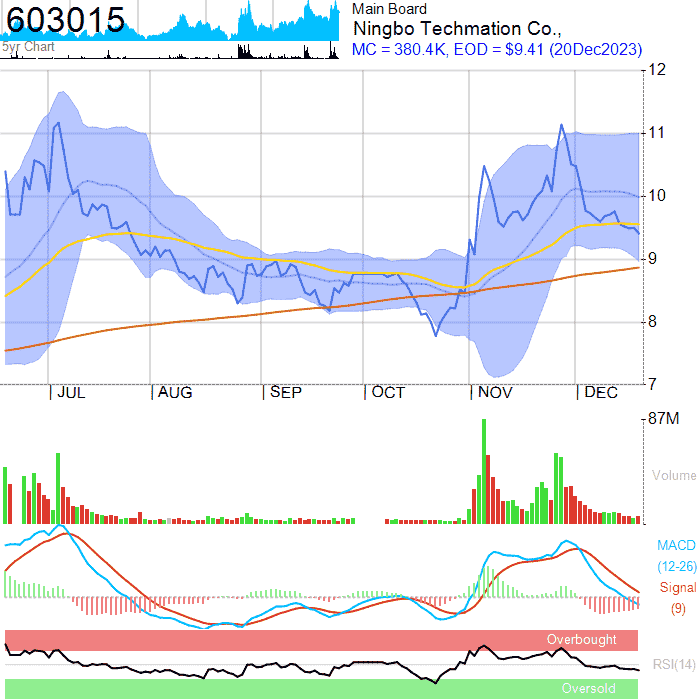 603015
Main Board
Ningbo Techmation Co.,
5yr Chart
MC = 380.4K, EOD = $9.41 (20Dec2023)
12
11
10
9
8
7
JUL AUG SEP OCT NOV DEC
87M
Volume
MACD
(12-26)
Signal
(9)
Overbought
RSI(14)
Oversold